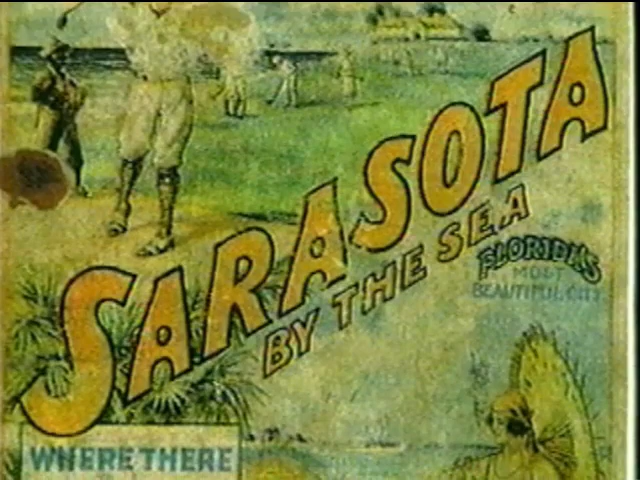 SARASOTA
BY THE SEA
FLORIDA'S
MOST
BEAUTIFUL CITY
WHERE THERE